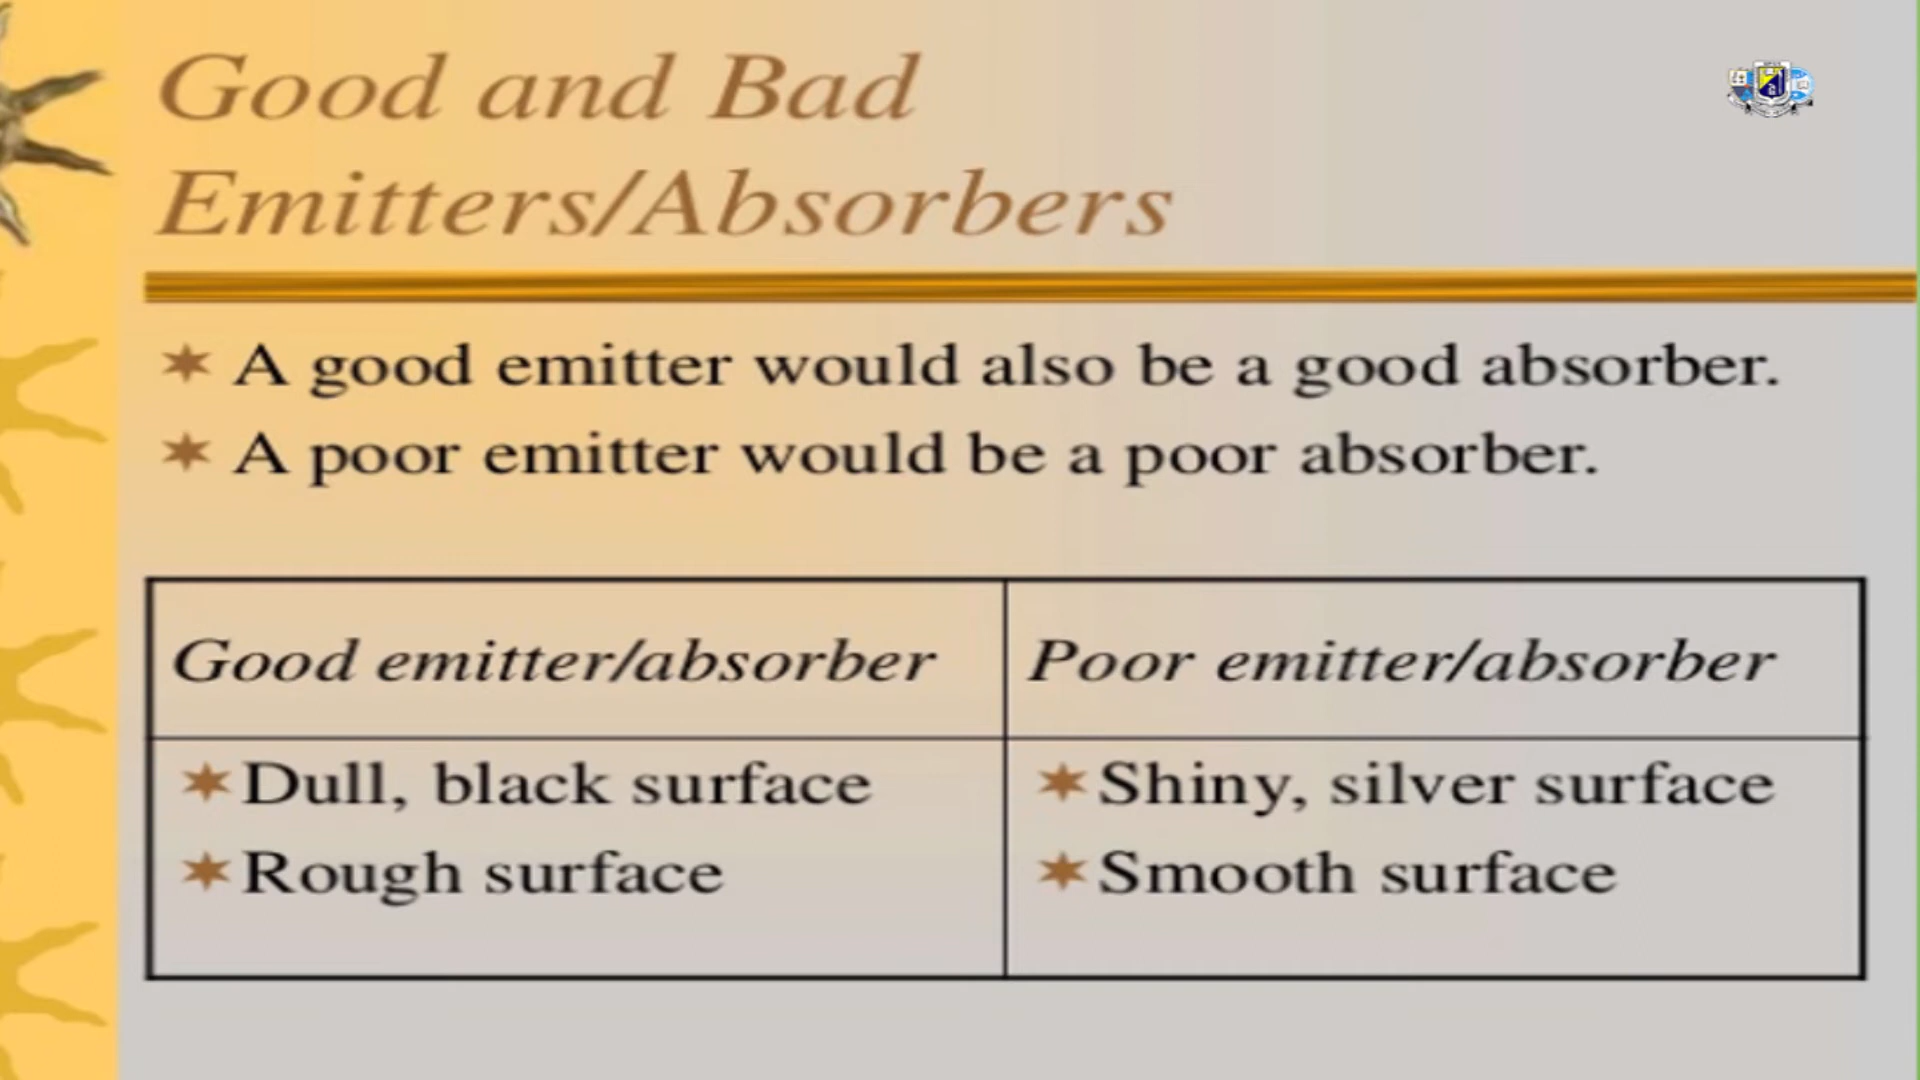 Good and Bad
Emitters/Absorbers
A good emitter would also be a good absorber.
A poor emitter would be a poor absorber.
Good emitter/absorber
Poor emitter/absorber
Dull, black surface
Rough surface
Shiny, silver surface
Smooth surface